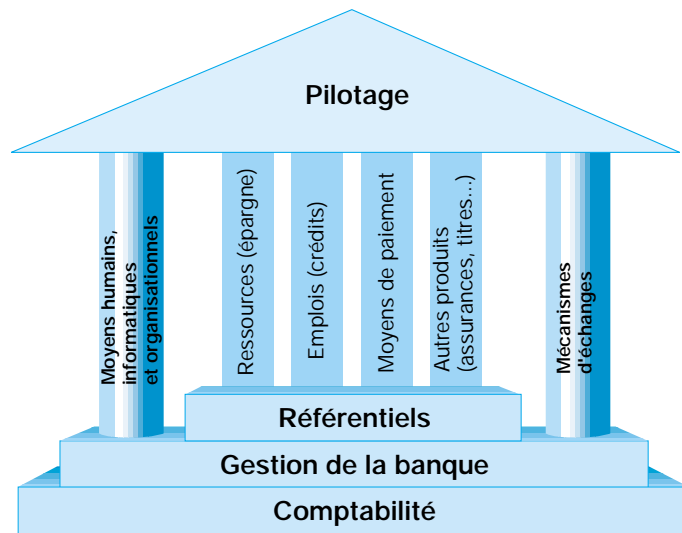 Pilotage
Moyens humains,
informatiques
et organisationnels
Ressources (épargne)
Emplois (crédits)
Moyens de paiement
Autres produits
(assurances, titres...)
Mécanismes
d'échanges
Référentiels
Gestion de la banque
Comptabilité